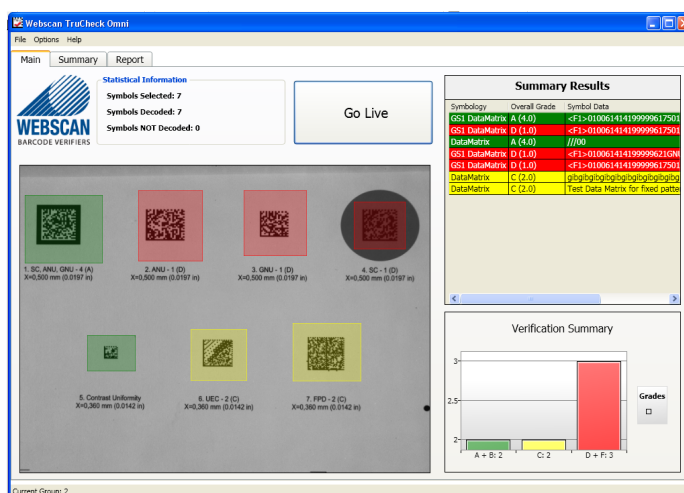 Webscan TruCheck Omni
File Options Help
Main Summary Report
WEBSCAN
BARCODE VERIFIERS
Statistical Information
Symbols Selected: 7
Symbols Decoded: 7
Symbols NOT Decoded: 0
Go Live
1. SC, ANU, GNU - 4 (A)
X=0,500 mm (0.0197 in)
2. ANU - 1 (D)
X=0,500 mm (0.0197 in)
3. GNU - 1 (D)
X=0,500 mm (0.0197 in)
4. SC - 1 (D)
X=0,500 mm (0.0197 in)
5. Contrast Uniformity
X=0,360 mm (0.0142 in)
6. UEC - 2 (C)
X=0,360 mm (0.0142 in)
7. FPD - 2 (C)
X=0,360 mm (0.0142 in)
Summary Results
Symbology Overall Grade Symbol Data
GS1 DataMatrix A (4.0) <F1>010061414199999617501
GS1 DataMatrix D (1.0) <F1>010061414199999617501
DataMatrix A (4.0) ///00
GS1 DataMatrix D (1.0) <F1>010061414199999621GNU
GS1 DataMatrix D (1.0) <F1>010061414199999617501
DataMatrix C (2.0) gibgibgibgibgibgibgibgibgibg
DataMatrix C (2.0) Test Data Matrix for fixed patte
Verification Summary
3
2.5
2
A + B: 2 C: 2 D + F: 3
Grades
Current Group: 2